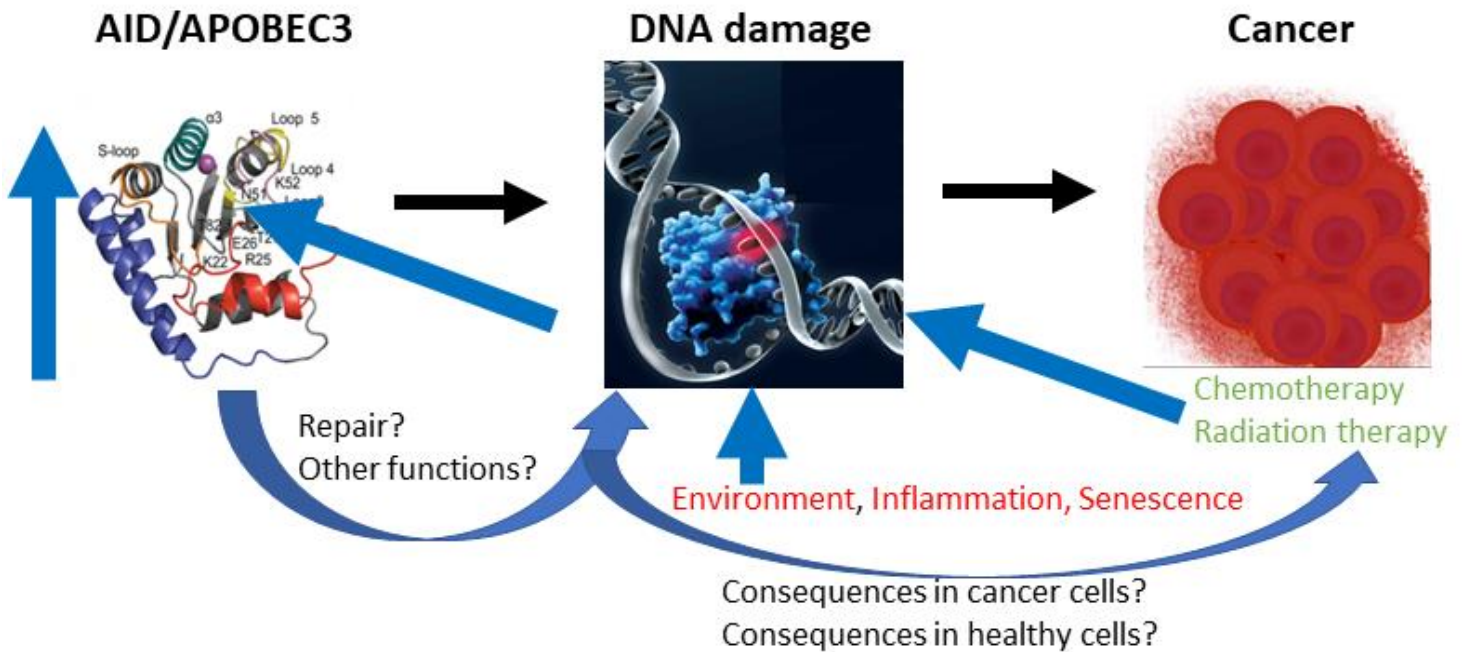 AID/APOBEC3
DNA damage
Cancer
α3
Loop 5
S-loop
Loop 4
K52
N51
E26
K22
R25
Chemotherapy
Radiation therapy
Repair?
Other functions?
Environment, Inflammation, Senescence
Consequences in cancer cells?
Consequences in healthy cells?